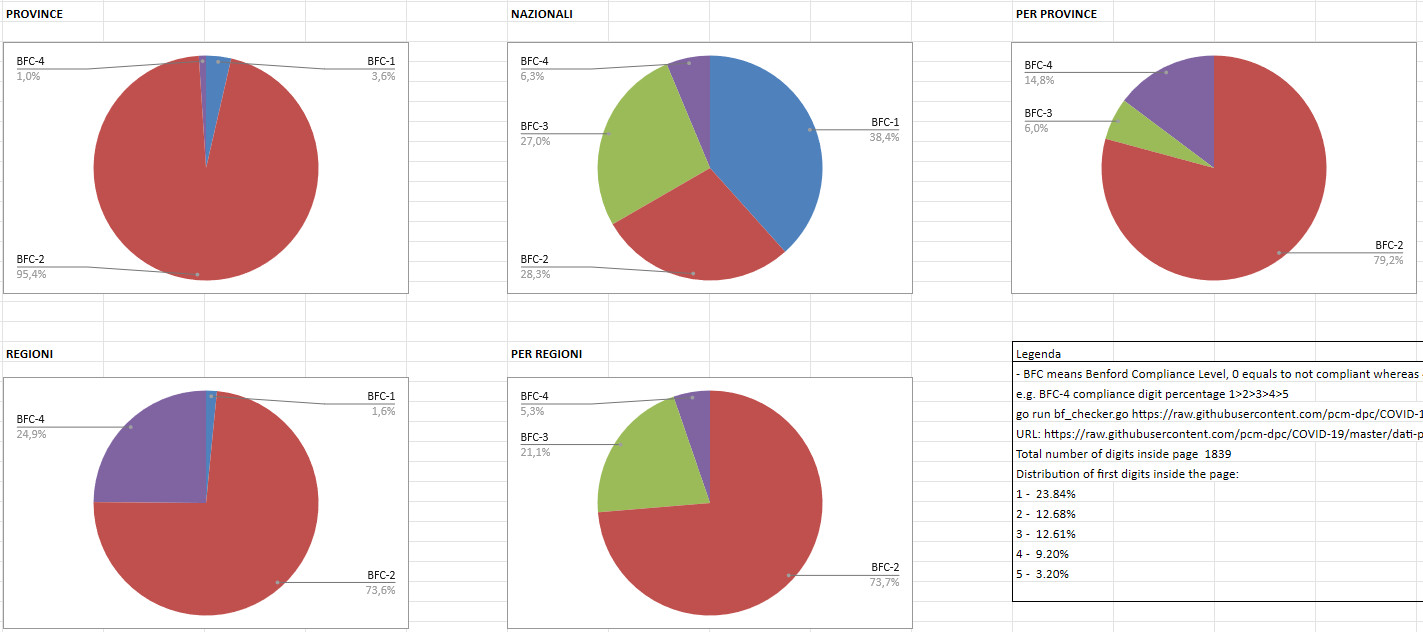 PROVINCE
BFC-4
1,0%
BFC-1
3,6%
BFC-2
95,4%
NAZIONALI
BFC-4
6,3%
BFC-1
38,4%
BFC-3
27,0%
BFC-2
28,3%
PER PROVINCE
BFC-4
14,8%
BFC-3
6,0%
BFC-2
79,2%
REGIONI
BFC-1
1,6%
BFC-4
24,9%
BFC-2
73,6%
PER REGIONI
BFC-4
5,3%
BFC-3
21,1%
BFC-2
73,7%
Legenda
- BFC means Benford Compliance Level, 0 equals to not compliant whereas
e.g. BFC-4 compliance digit percentage 1>2>3>4>5
go run bf_checker.go https://raw.githubusercontent.com/pcm-dpc/COVID-1
URL: https://raw.githubusercontent.com/pcm-dpc/COVID-19/master/dati-p
Total number of digits inside page 1839
Distribution of first digits inside the page:
1 - 23.84%
2 - 12.68%
3 - 12.61%
4 - 9.20%
5 - 3.20%